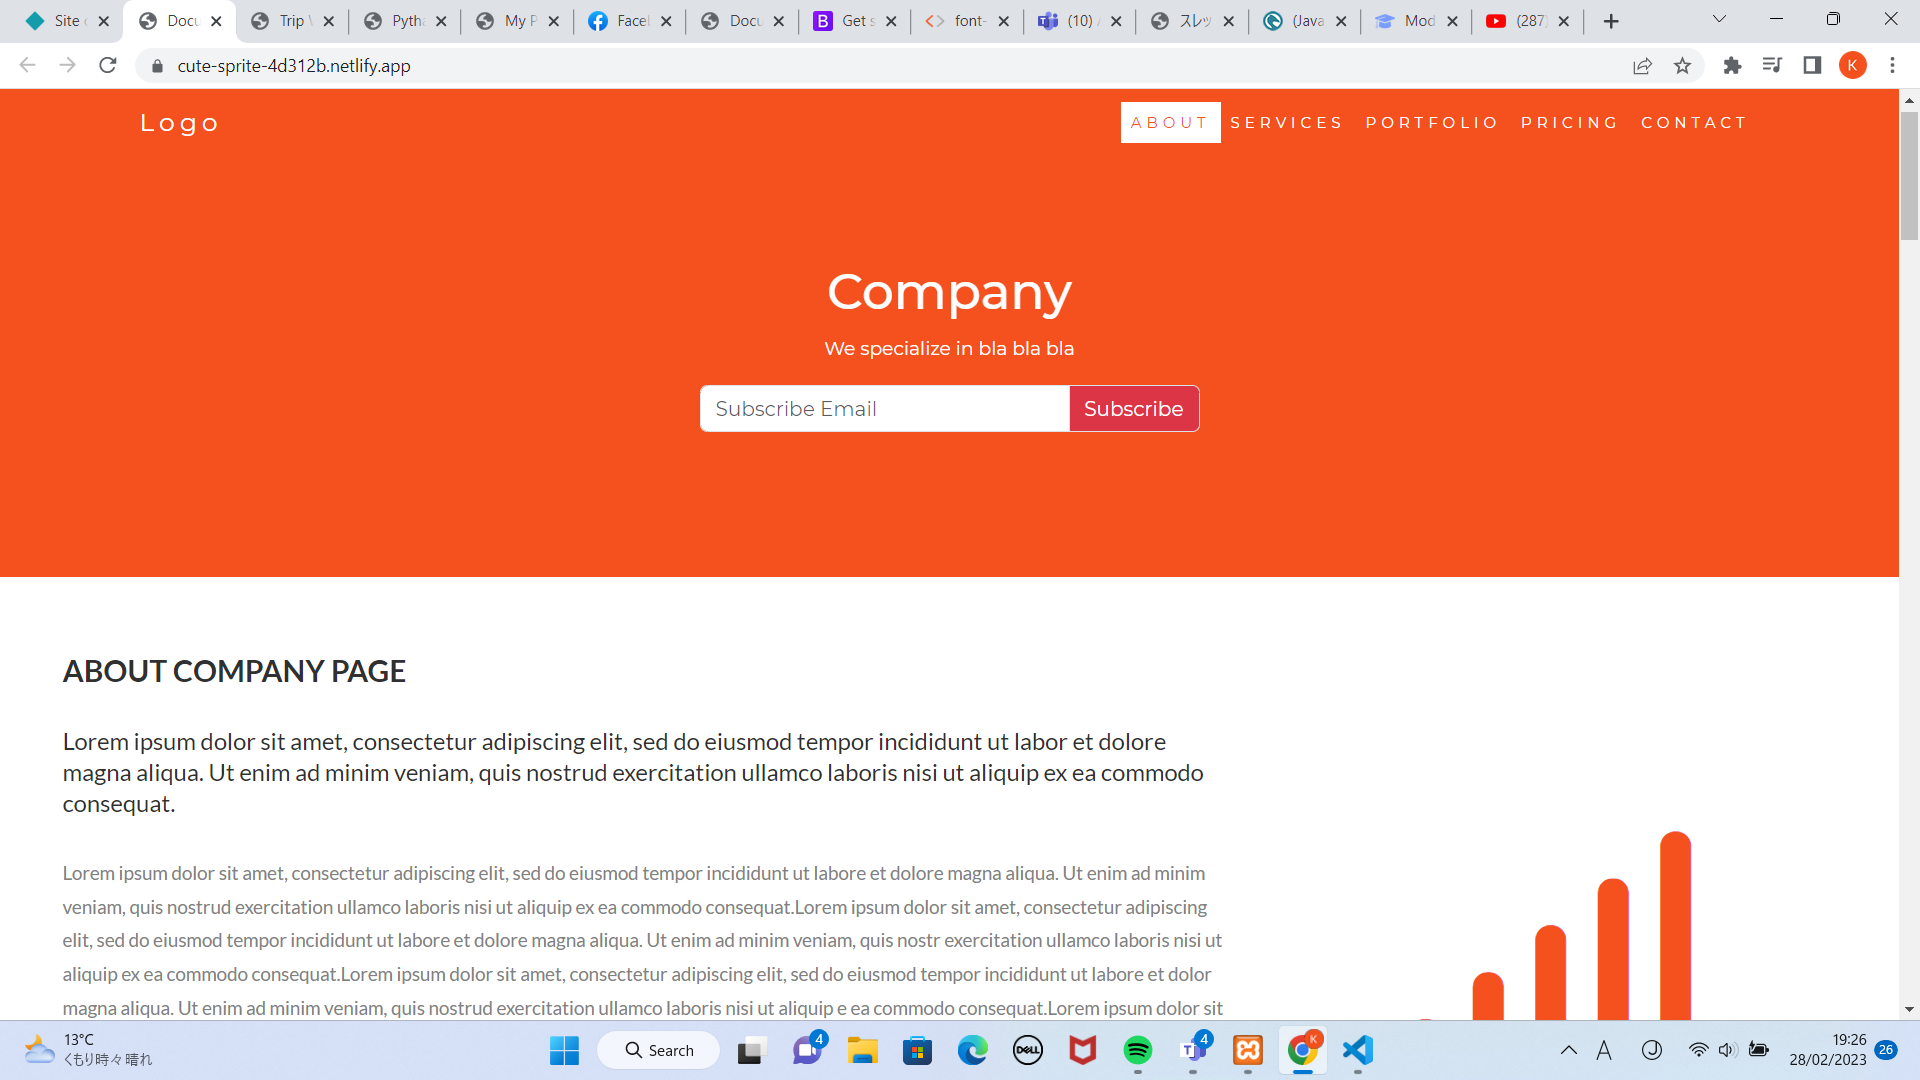 Site
Docu
Trip
Pyth
My P
Face
Docu
Get s
font-
(10)
スレッ
(Java
Mod
(287)
cute-sprite-4d312b.netlify.app
K
Logo
ABOUT SERVICES PORTFOLIO PRICING CONTACT
Company
We specialize in bla bla bla
Subscribe Email Subscribe
ABOUT COMPANY PAGE
Lorem ipsum dolor sit amet, consectetur adipiscing elit, sed do eiusmod tempor incididunt ut labor et dolore
magna aliqua. Ut enim ad minim veniam, quis nostrud exercitation ullamco laboris nisi ut aliquip ex ea commodo
consequat.
Lorem ipsum dolor sit amet, consectetur adipiscing elit, sed do eiusmod tempor incididunt ut labore et dolore magna aliqua. Ut enim ad minim
veniam, quis nostrud exercitation ullamco laboris nisi ut aliquip ex ea commodo consequat.Lorem ipsum dolor sit amet, consectetur adipiscing
elit, sed do eiusmod tempor incididunt ut labore et dolore magna aliqua. Ut enim ad minim veniam, quis nostr exercitation ullamco laboris nisi ut
aliquip ex ea commodo consequat.Lorem ipsum dolor sit amet, consectetur adipiscing elit, sed do eiusmod tempor incididunt ut labore et dolor
magna aliqua. Ut enim ad minim veniam, quis nostrud exercitation ullamco laboris nisi ut aliquip e ea commodo consequat.Lorem ipsum dolor sit
13°C
くもり時々晴れ
Search
4
DELL
4
K
A
J
19:26
28/02/2023
26